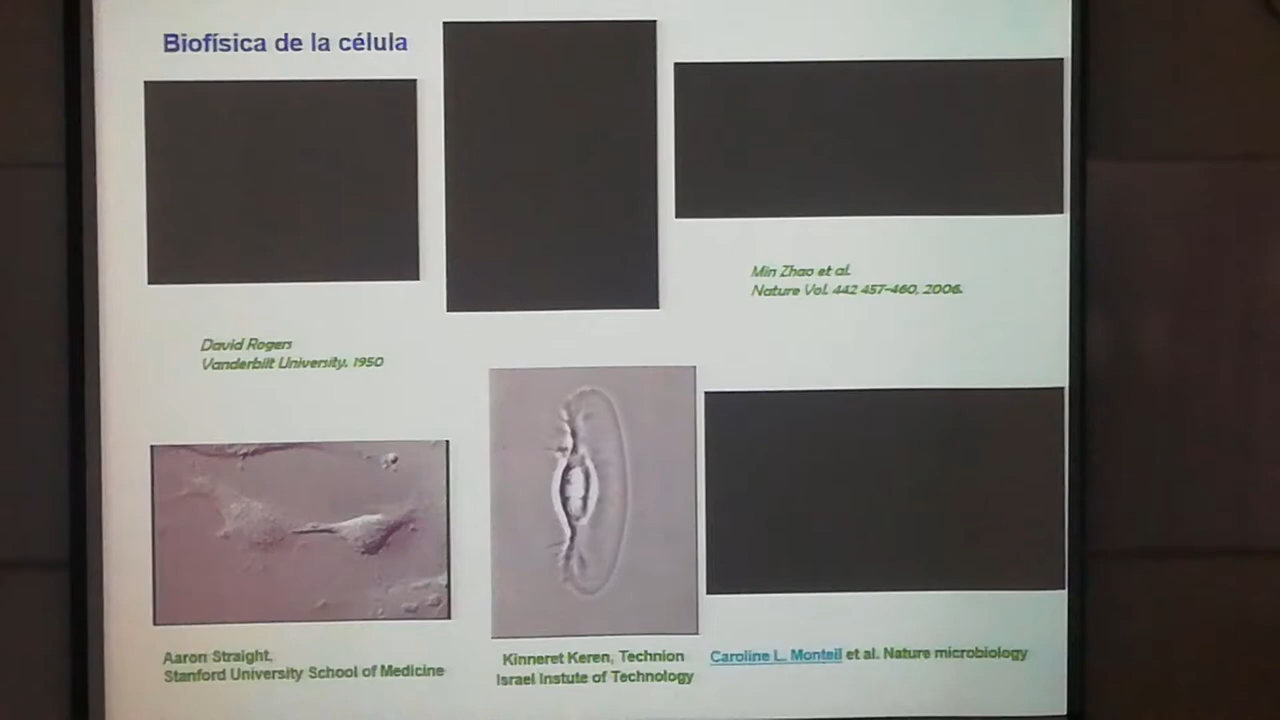 Biofísica de la célula
Min Zhao et al.
Nature Vol. 442 457-460, 2006.
David Rogers
Vanderbilt University. 1950
Aaron Straight,
Stanford University School of Medicine
Kinneret Keren, Technion
Israel Instute of Technology
Caroline L. Monteil et al. Nature microbiology